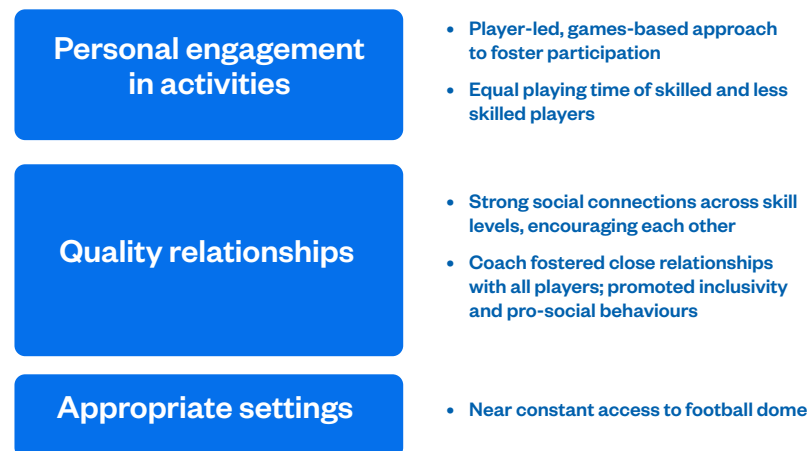 Personal engagement
in activities
• Player-led, games-based approach
to foster participation
• Equal playing time of skilled and less
skilled players
Quality relationships
• Strong social connections across skill
levels, encouraging each other
• Coach fostered close relationships
with all players; promoted inclusivity
and pro-social behaviours
Appropriate settings
• Near constant access to football dome